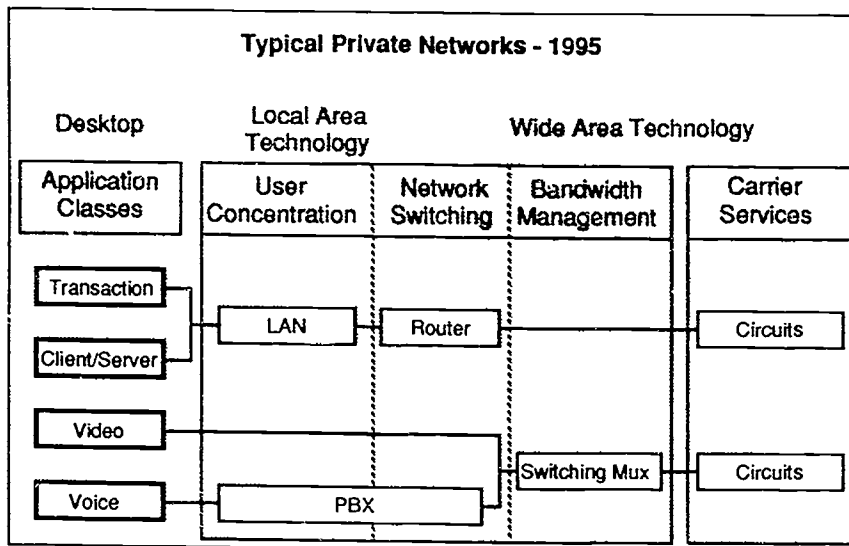 Typical Private Networks - 1995
Desktop
Local Area
Technology
Wide Area Technology
Application
Classes
User
Concentration
Network
Switching
Bandwidth
Management
Carrier
Services
Transaction
LAN
Router
Circuits
Client/Server
Video
Switching Mux
Circuits
Voice
PBX